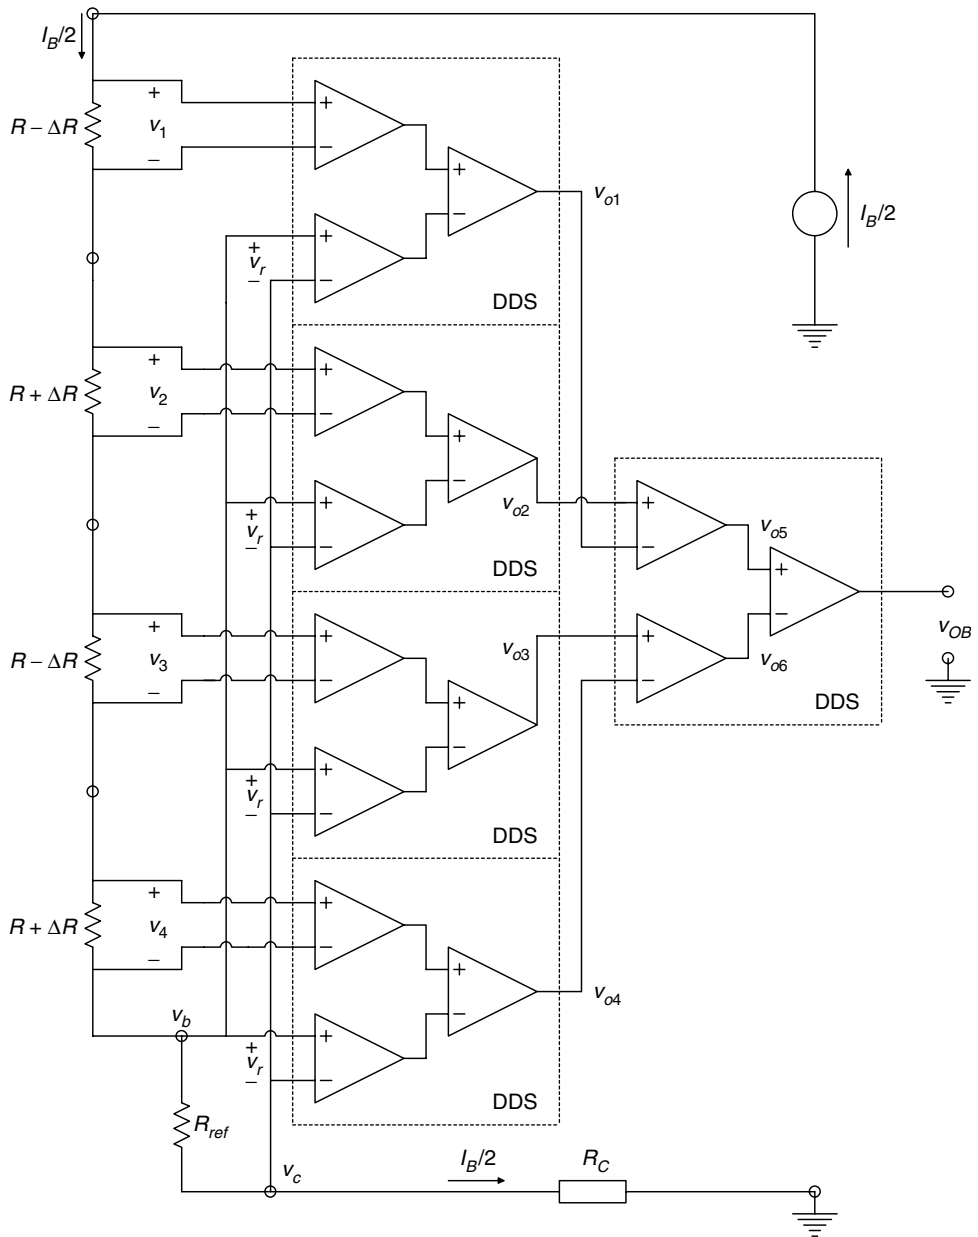 I_B/2
+
R − ΔR
v_1
−
+
−
+
−
v_o1
I_B/2
+
v_r
−
+
−
DDS
+
R + ΔR
v_2
−
+
−
+
−
v_o2
+
v_r
−
+
−
DDS
+
−
v_o5
+
−
v_OB
+
−
v_o6
DDS
+
R − ΔR
v_3
−
+
−
+
−
v_o3
+
v_r
−
+
−
DDS
+
R + ΔR
v_4
−
+
−
+
−
v_o4
v_b
+
v_r
−
+
−
DDS
R_ref
v_c
I_B/2
R_C